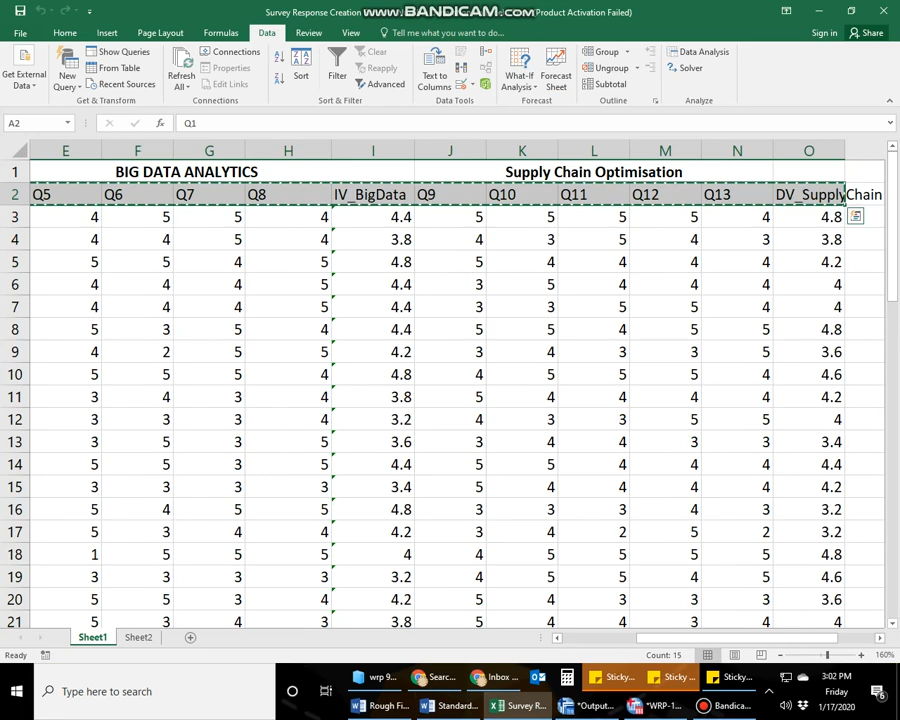 Survey Response Creation
www.BANDICAM.com
(Product Activation Failed)
File Home Insert Page Layout Formulas Data Review View Tell me what you want to do... Sign in Share
Get External Data
New Query
Show Queries
From Table
Recent Sources
Get & Transform
Refresh All
Connections
Properties
Edit Links
Connections
Sort
Filter
Clear
Reapply
Advanced
Sort & Filter
Text to Columns
Data Tools
What-If Analysis
Forecast Sheet
Forecast
Group
Ungroup
Subtotal
Outline
Data Analysis
Solver
Analyze
A2 fx Q1
E F G H I J K L M N O
1 BIG DATA ANALYTICS Supply Chain Optimisation
2 Q5 Q6 Q7 Q8 IV_BigData Q9 Q10 Q11 Q12 Q13 DV_SupplyChain
3 4 5 5 4 4.4 5 5 5 5 4 4.8
4 4 4 5 4 3.8 4 3 5 4 3 3.8
5 5 5 4 5 4.8 5 4 4 4 4 4.2
6 4 4 4 5 4.4 3 5 4 4 4 4
7 4 4 4 5 4.4 3 3 5 5 4 4
8 5 3 5 4 4.4 5 5 4 5 5 4.8
9 4 2 5 5 4.2 3 4 3 3 5 3.6
10 5 5 5 4 4.8 4 5 5 5 4 4.6
11 3 4 3 4 3.8 5 4 4 4 4 4.2
12 3 3 3 4 3.2 4 3 3 5 5 4
13 3 5 3 5 3.6 3 4 4 3 3 3.4
14 5 5 3 5 4.4 5 5 4 4 4 4.4
15 3 3 3 3 3.4 5 4 4 4 4 4.2
16 5 4 5 5 4.8 3 3 3 4 3 3.2
17 5 3 4 4 4.2 3 4 2 5 2 3.2
18 1 5 5 5 4 4 5 5 5 5 4.8
19 3 3 3 3 3.2 4 5 5 4 5 4.6
20 5 5 3 4 4.2 5 4 3 3 3 3.6
21 5 3 4 3 3.8 5 4 4 3 4 4
Sheet1 Sheet2
Ready Count: 15 160%
Type here to search
wrp 9... Searc... Inbox ... Sticky... Sticky ... Sticky...
Rough Fi... Standard... Survey R... *Output... *WRP-1... Bandica...
3:02 PM
Friday
1/17/2020
6